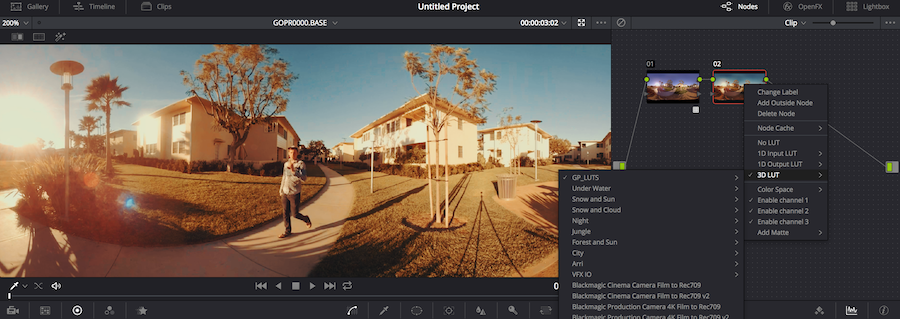 Gallery
Timeline
Clips
Untitled Project
Nodes
OpenFX
Lightbox
200%
GOPR0000.BASE
00:00:03:02
Clip
01
02
Change Label
Add Outside Node
Delete Node
Node Cache
No LUT
1D Input LUT
1D Output LUT
3D LUT
Color Space
Enable channel 1
Enable channel 2
Enable channel 3
Add Matte
GP_LUTS
Under Water
Snow and Sun
Snow and Cloud
Night
Jungle
Forest and Sun
City
Arri
VFX IO
Blackmagic Cinema Camera Film to Rec709
Blackmagic Cinema Camera Film to Rec709 v2
Blackmagic Production Camera 4K Film to Rec709
Blackmagic Production Camera 4K Film to Rec709 v2
0